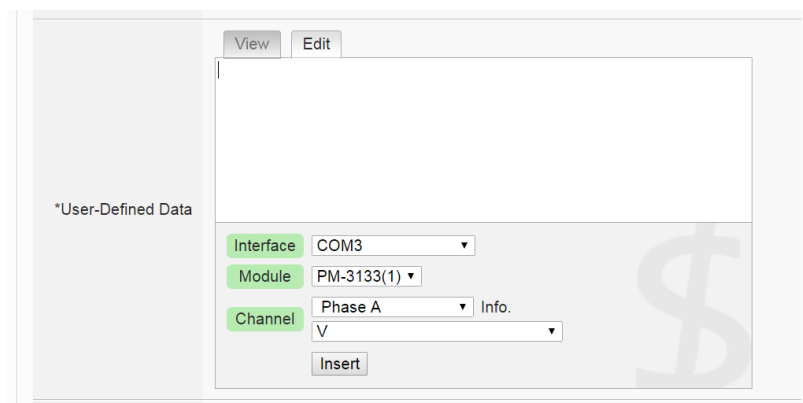 View Edit
*User-Defined Data
Interface COM3
Module PM-3133(1)
Channel Phase A Info.
V
Insert
$